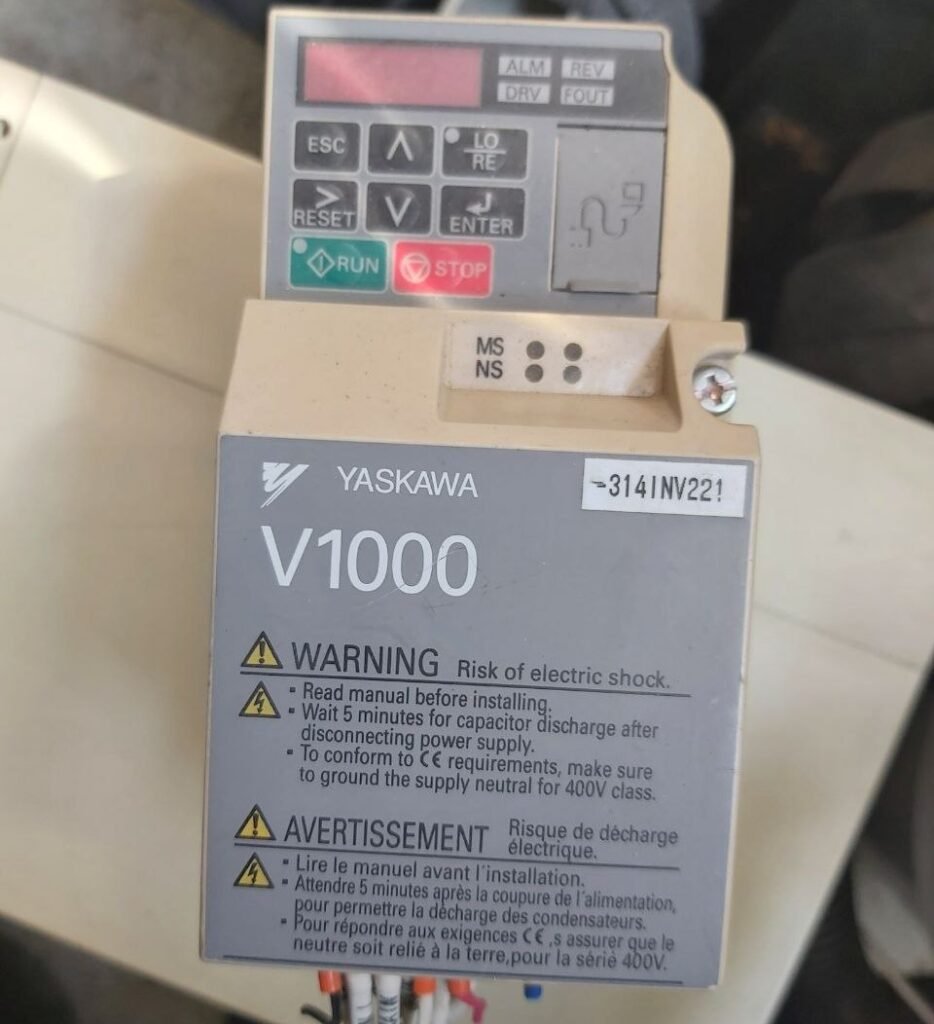 ALM REV
DRV FOUT
ESC
LO
RE
>
RESET
ENTER
RUN
STOP
MS
NS
YASKAWA
-314INV221
V1000
WARNING Risk of electric shock.
Read manual before installing.
Wait 5 minutes for capacitor discharge after
disconnecting power supply.
To conform to CE requirements, make sure
to ground the supply neutral for 400V class.
AVERTISSEMENT Risque de décharge
électrique.
Lire le manuel avant l'installation.
Attendre 5 minutes après la coupure de l'alimentation,
pour permettre la décharge des condensateurs.
Pour répondre aux exigences CE ,s assurer que le
neutre soit relié à la terre,pour la série 400V.